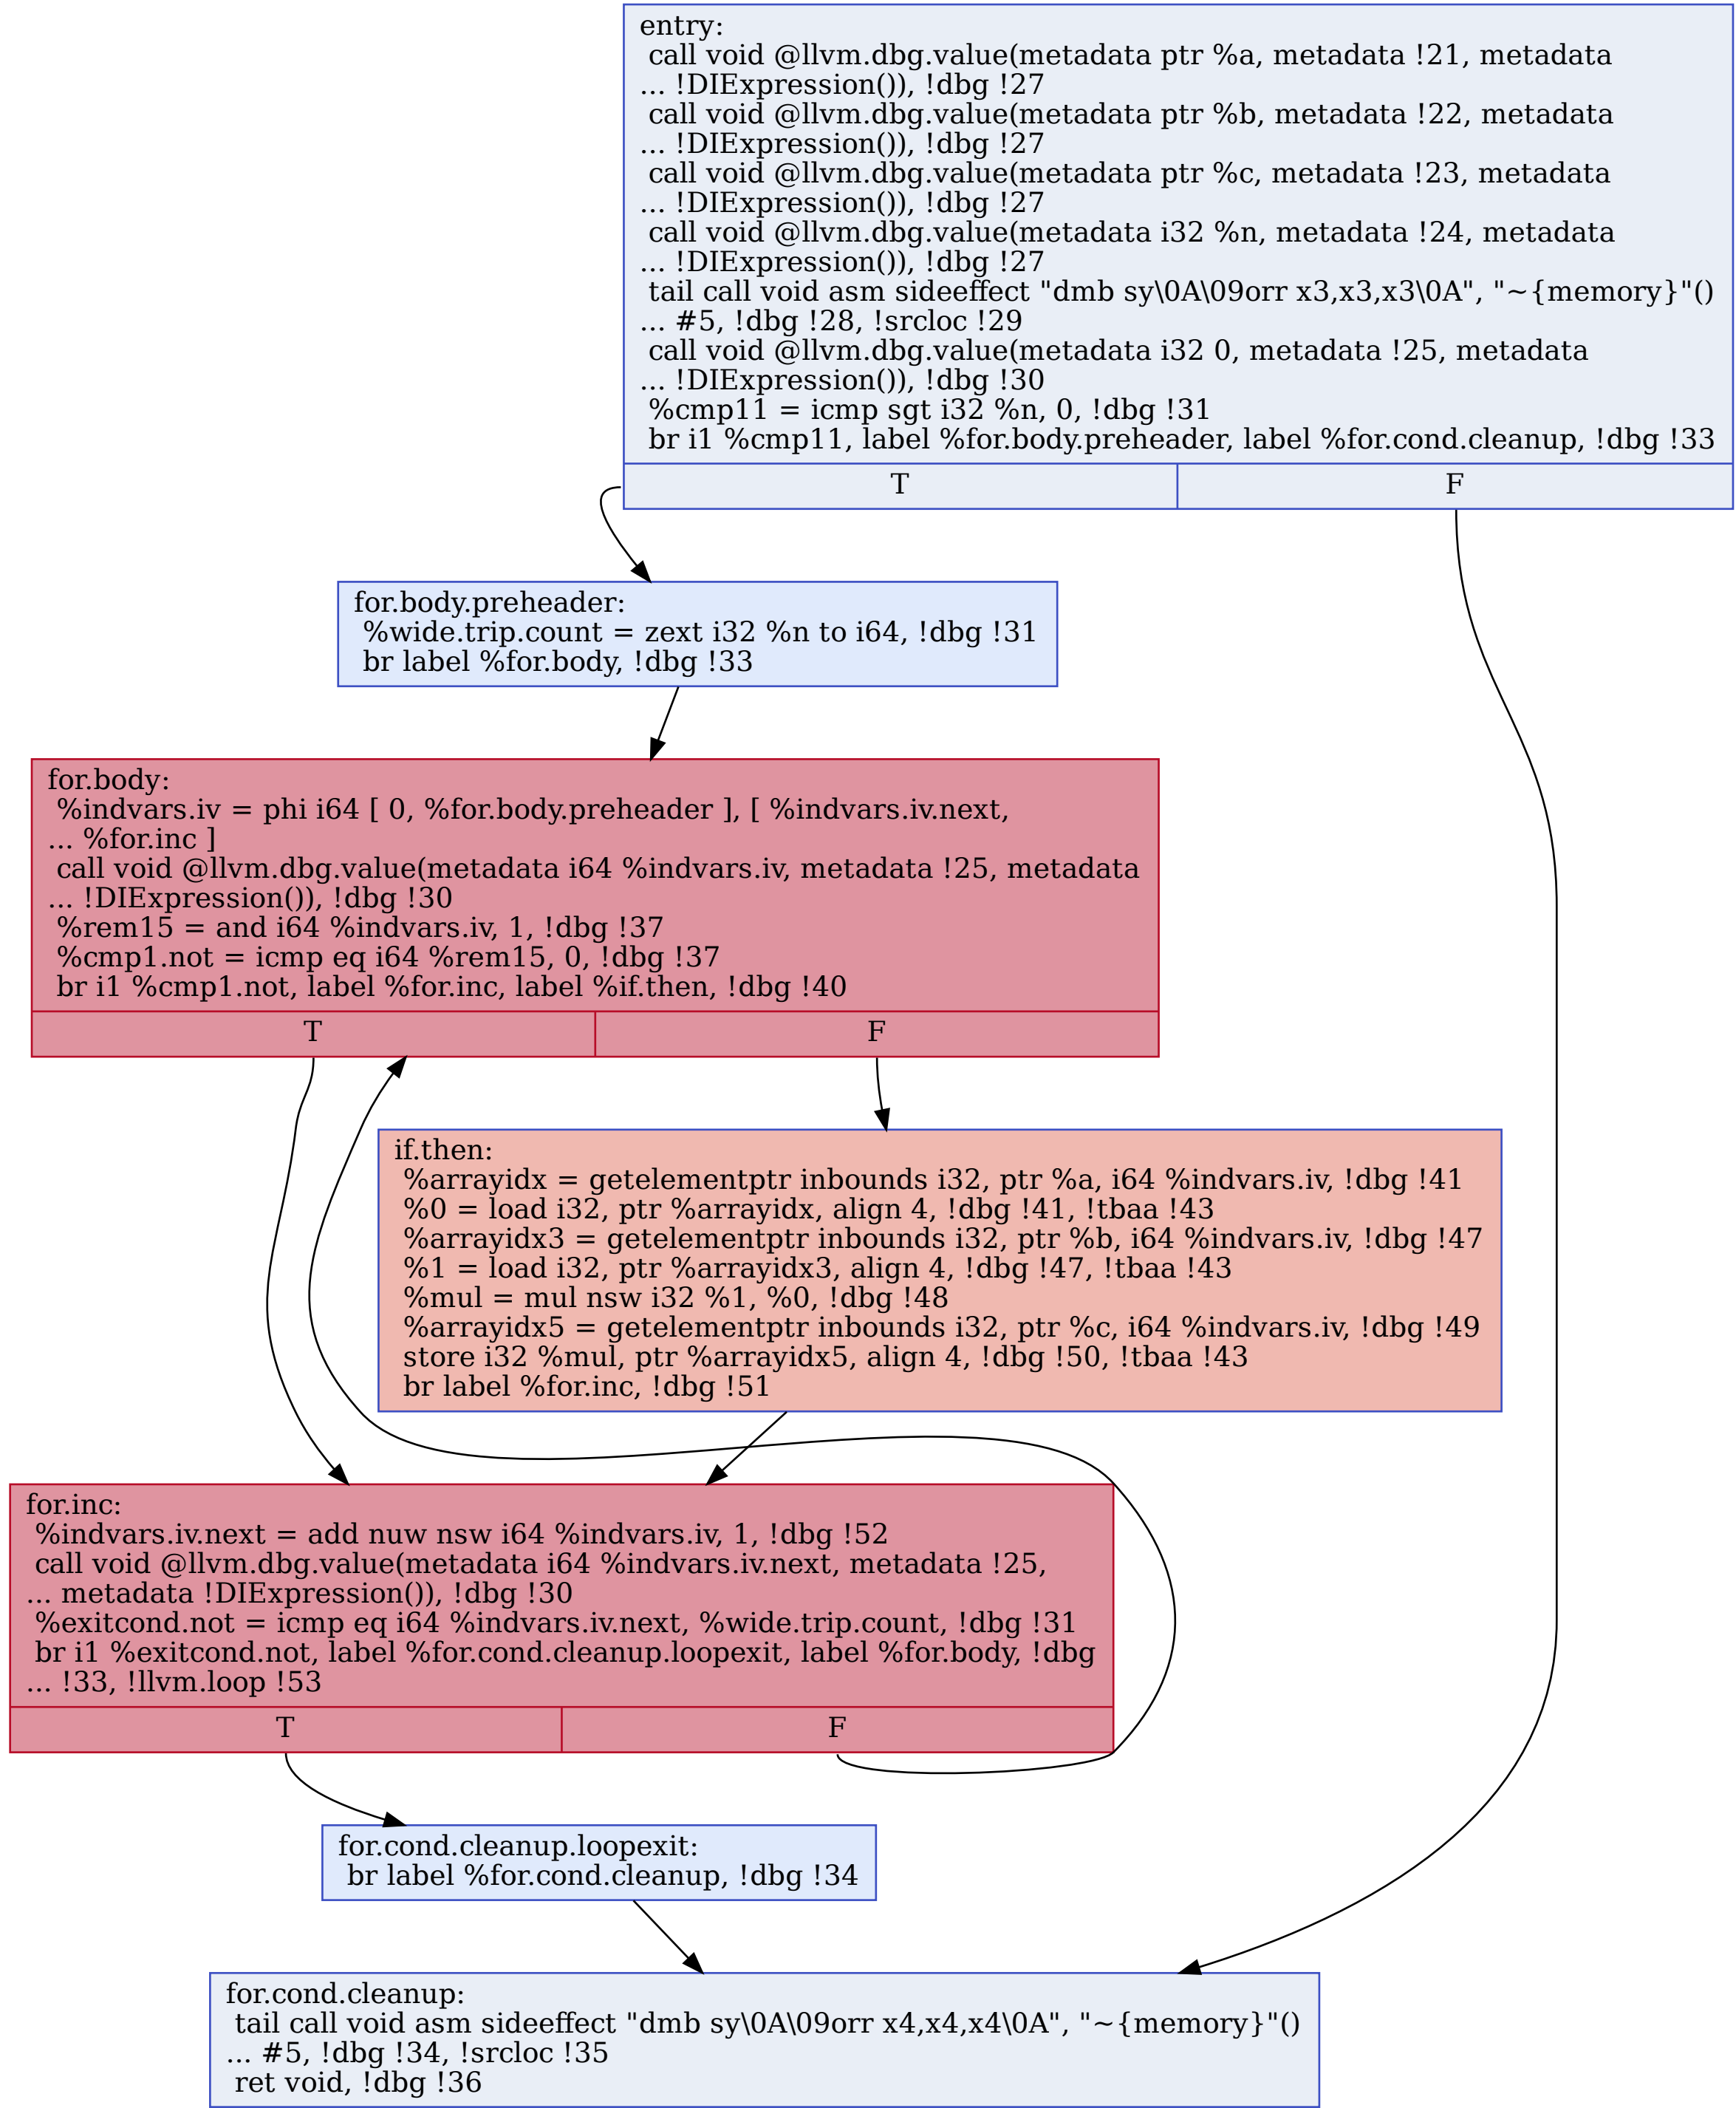 entry:
call void @llvm.dbg.value(metadata ptr %a, metadata !21, metadata
... !DIExpression()), !dbg !27
call void @llvm.dbg.value(metadata ptr %b, metadata !22, metadata
... !DIExpression()), !dbg !27
call void @llvm.dbg.value(metadata ptr %c, metadata !23, metadata
... !DIExpression()), !dbg !27
call void @llvm.dbg.value(metadata i32 %n, metadata !24, metadata
... !DIExpression()), !dbg !27
tail call void asm sideeffect "dmb sy\0A\09orr x3,x3,x3\0A", "~{memory}"()
... #5, !dbg !28, !srcloc !29
call void @llvm.dbg.value(metadata i32 0, metadata !25, metadata
... !DIExpression()), !dbg !30
%cmp11 = icmp sgt i32 %n, 0, !dbg !31
br i1 %cmp11, label %for.body.preheader, label %for.cond.cleanup, !dbg !33
T F
for.body.preheader:
%wide.trip.count = zext i32 %n to i64, !dbg !31
br label %for.body, !dbg !33
for.body:
%indvars.iv = phi i64 [ 0, %for.body.preheader ], [ %indvars.iv.next,
... %for.inc ]
call void @llvm.dbg.value(metadata i64 %indvars.iv, metadata !25, metadata
... !DIExpression()), !dbg !30
%rem15 = and i64 %indvars.iv, 1, !dbg !37
%cmp1.not = icmp eq i64 %rem15, 0, !dbg !37
br i1 %cmp1.not, label %for.inc, label %if.then, !dbg !40
T F
if.then:
%arrayidx = getelementptr inbounds i32, ptr %a, i64 %indvars.iv, !dbg !41
%0 = load i32, ptr %arrayidx, align 4, !dbg !41, !tbaa !43
%arrayidx3 = getelementptr inbounds i32, ptr %b, i64 %indvars.iv, !dbg !47
%1 = load i32, ptr %arrayidx3, align 4, !dbg !47, !tbaa !43
%mul = mul nsw i32 %1, %0, !dbg !48
%arrayidx5 = getelementptr inbounds i32, ptr %c, i64 %indvars.iv, !dbg !49
store i32 %mul, ptr %arrayidx5, align 4, !dbg !50, !tbaa !43
br label %for.inc, !dbg !51
for.inc:
%indvars.iv.next = add nuw nsw i64 %indvars.iv, 1, !dbg !52
call void @llvm.dbg.value(metadata i64 %indvars.iv.next, metadata !25,
... metadata !DIExpression()), !dbg !30
%exitcond.not = icmp eq i64 %indvars.iv.next, %wide.trip.count, !dbg !31
br i1 %exitcond.not, label %for.cond.cleanup.loopexit, label %for.body, !dbg
... !33, !llvm.loop !53
T F
for.cond.cleanup.loopexit:
br label %for.cond.cleanup, !dbg !34
for.cond.cleanup:
tail call void asm sideeffect "dmb sy\0A\09orr x4,x4,x4\0A", "~{memory}"()
... #5, !dbg !34, !srcloc !35
ret void, !dbg !36